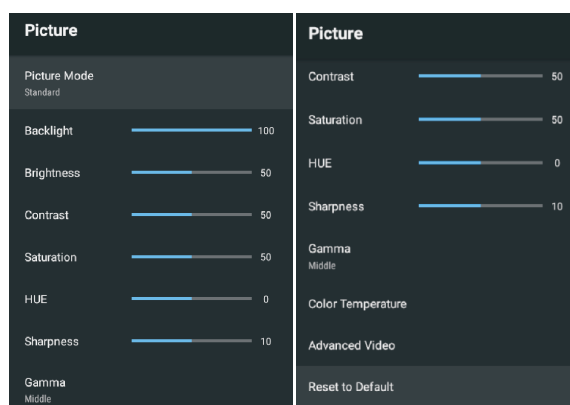 Picture
Picture Mode
Standard
Backlight 100
Brightness 50
Contrast 50
Saturation 50
HUE 0
Sharpness 10
Gamma
Middle
Picture
Contrast 50
Saturation 50
HUE 0
Sharpness 10
Gamma
Middle
Color Temperature
Advanced Video
Reset to Default